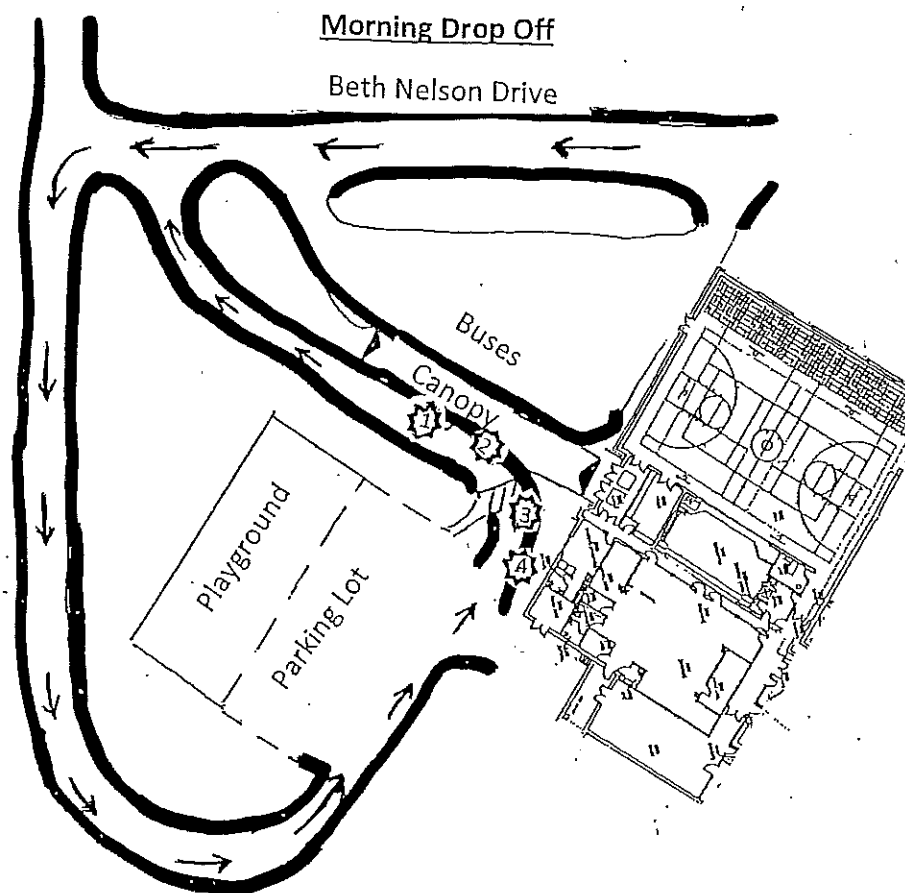 Morning Drop Off
Beth Nelson Drive
Buses
Canopy
1
2
3
4
Playground
Parking Lot